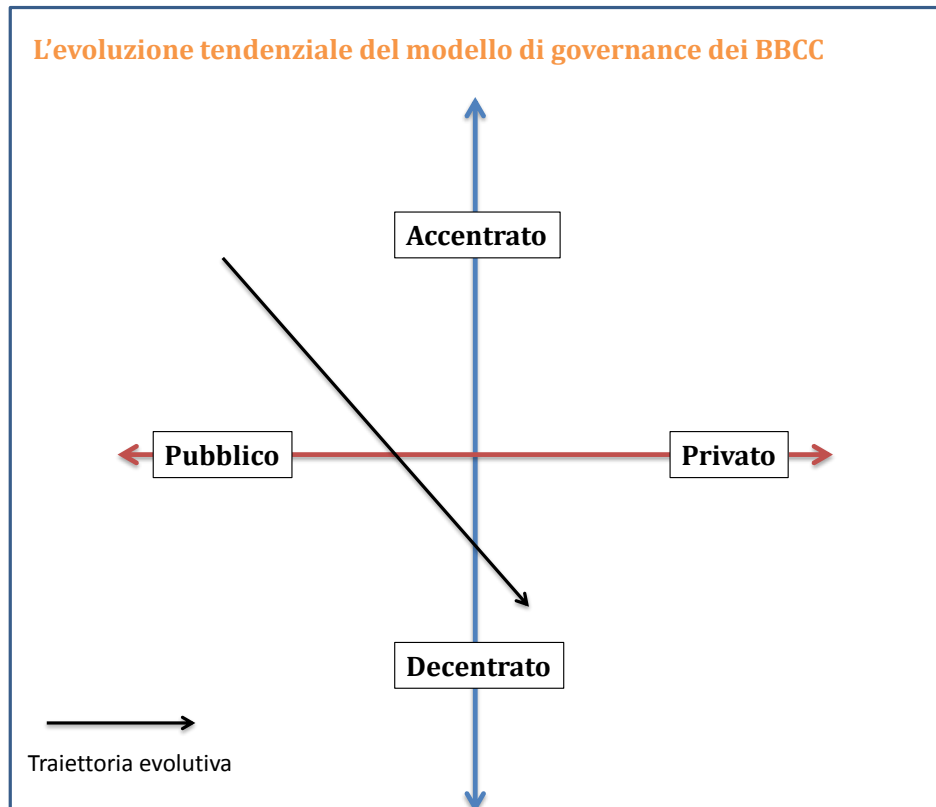 L'evoluzione tendenziale del modello di governance dei BBCC
Accentrato
Pubblico
Privato
Decentrato
Traiettoria evolutiva